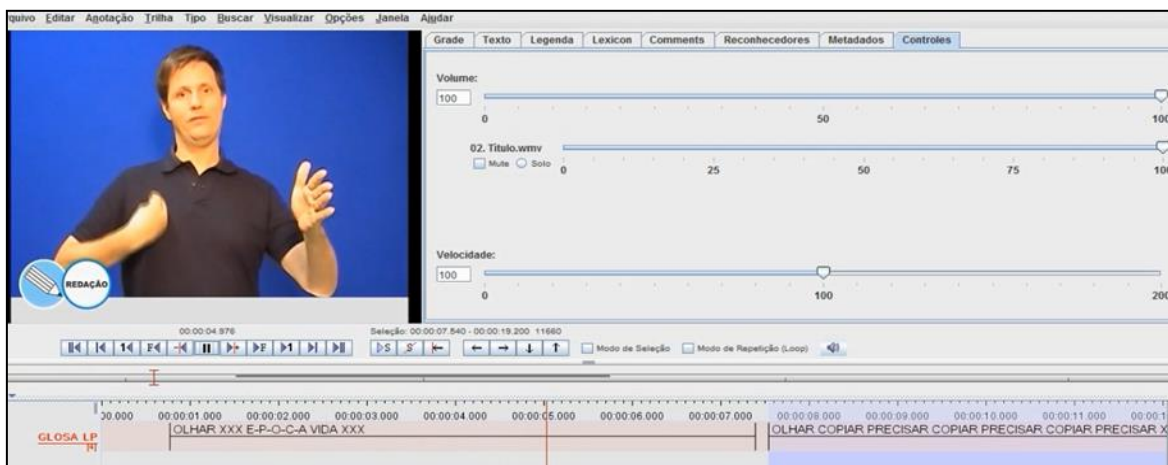 quivo Editar Anotação Trilha Tipo Buscar Visualizar Opções Janela Ajudar
Grade Texto Legenda Lexicon Comments Reconhecedores Metadados Controles
Volume:
100
0 50 100
02. Titulo.wmv
Mute Solo
0 25 50 75 100
REDAÇÃO
Velocidade:
100
0 100 200
00:00:04.976
Seleção: 00:00:07.540 - 00:00:19.200 11660
1 F F 1 S S
Modo de Seleção Modo de Repetição (Loop)
00.000 00:00:01.000 00:00:02.000 00:00:03.000 00:00:04.000 00:00:05.000 00:00:06.000 00:00:07.000 00:00:08.000 00:00:09.000 00:00:10.000 00:00:11.000 00:00:1
OLHAR XXX E-P-O-C-A VIDA XXX
OLHAR COPIAR PRECISAR COPIAR PRECISAR COPIAR PRECISAR X
GLOSA LP
[4]